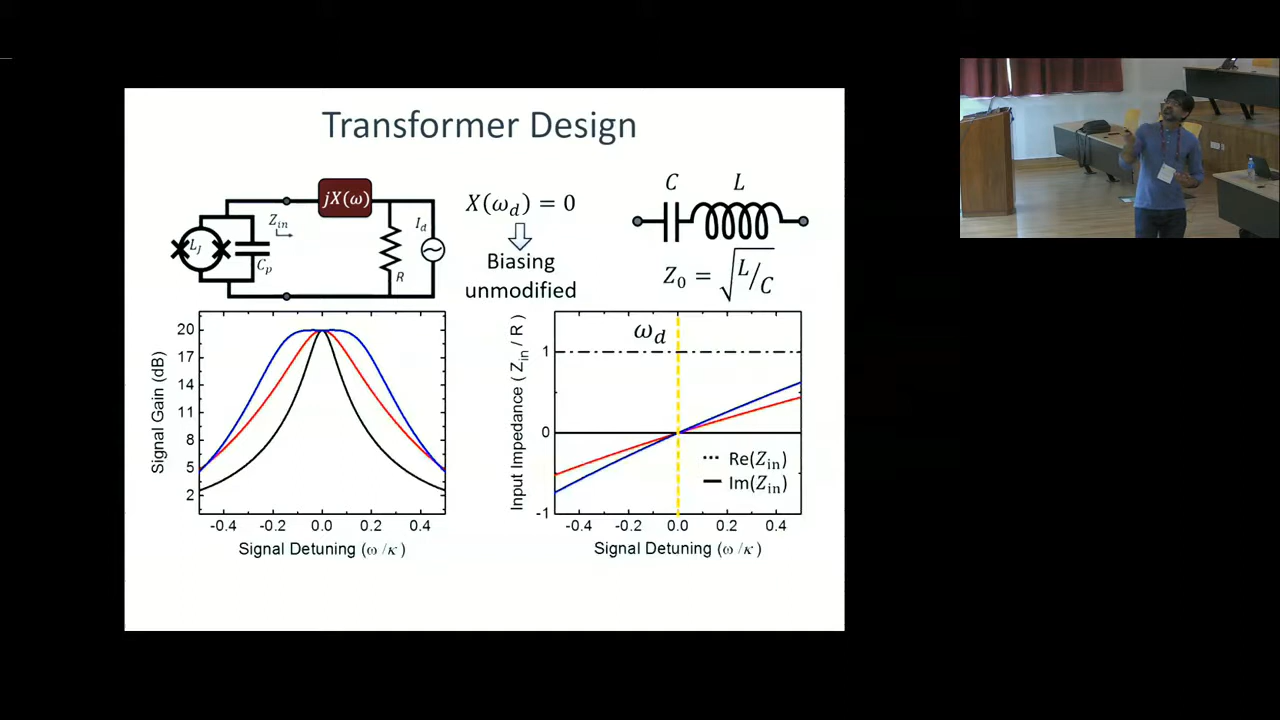 Transformer Design
jX(ω)
Z_in
I_d
L_J
C_p
R
X(ω_d) = 0
Biasing
unmodified
C L
Z_0 = √(L/C)
Signal Gain (dB)
20
17
14
11
8
5
2
-0.4 -0.2 0.0 0.2 0.4
Signal Detuning (ω/κ)
Input Impedance ( Z_in / R )
ω_d
1
0
-1
Re(Z_in)
Im(Z_in)
-0.4 -0.2 0.0 0.2 0.4
Signal Detuning (ω/κ)